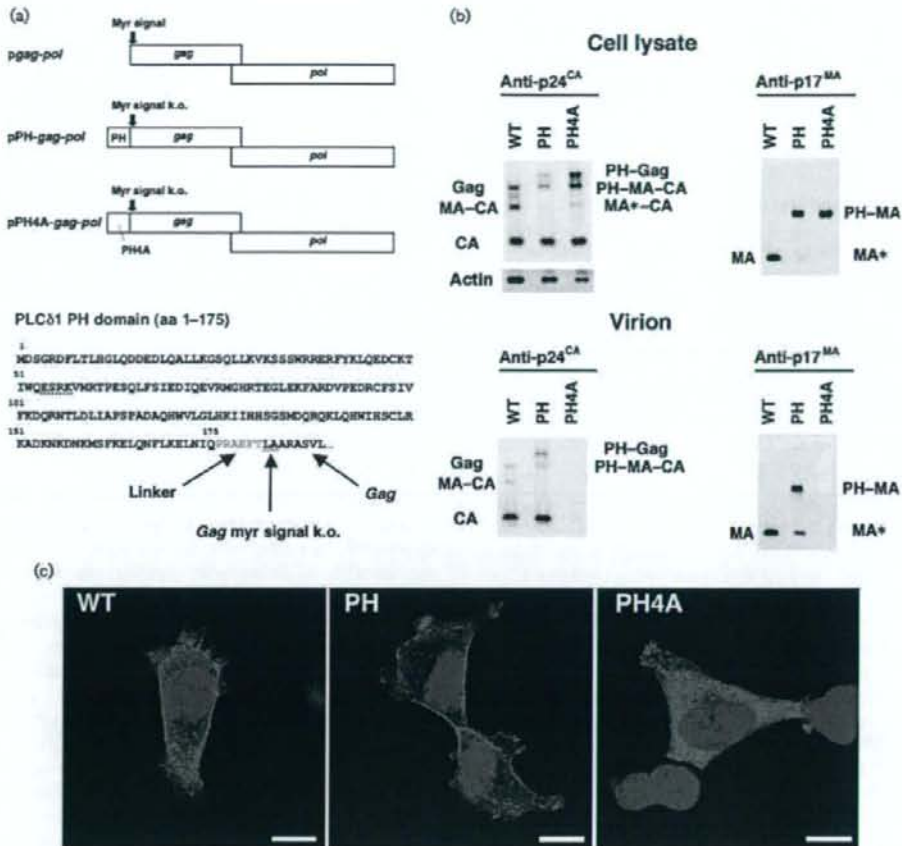 (a)
Myr signal
pgag-pol
gag
pol
Myr signal k.o.
pPH-gag-pol
PH
gag
pol
Myr signal k.o.
pPH4A-gag-pol
gag
PH4A
pol
PLCδ1 PH domain (aa 1–175)
1
MDSGRDFLTLHGLQDDEDLQALLKGSQLLKVKSSSWRRERFYKLQEDCKT
51
IWQESRKVMRTPESQLFSIEDIQEVRMGHRTEGLEKFARDVPEDRCFSIV
101
FKDQRNTLDLIAPSPADAQHWVLGLHKIIHHSGSMDQRQKLQHWIHSCLR
151
175
KADKNKDNKMSFKELQNFLKELNIQPRAEFTLAARASVL...
Linker
Gag
Gag myr signal k.o.
(b)
Cell lysate
Anti-p24CA
WT
PH
PH4A
Gag
MA–CA
CA
Actin
PH–Gag
PH–MA–CA
MA*–CA
Anti-p17MA
WT
PH
PH4A
MA
PH–MA
MA*
Virion
Anti-p24CA
WT
PH
PH4A
Gag
MA–CA
CA
PH–Gag
PH–MA–CA
Anti-p17MA
WT
PH
PH4A
MA
PH–MA
MA*
(c)
WT
PH
PH4A